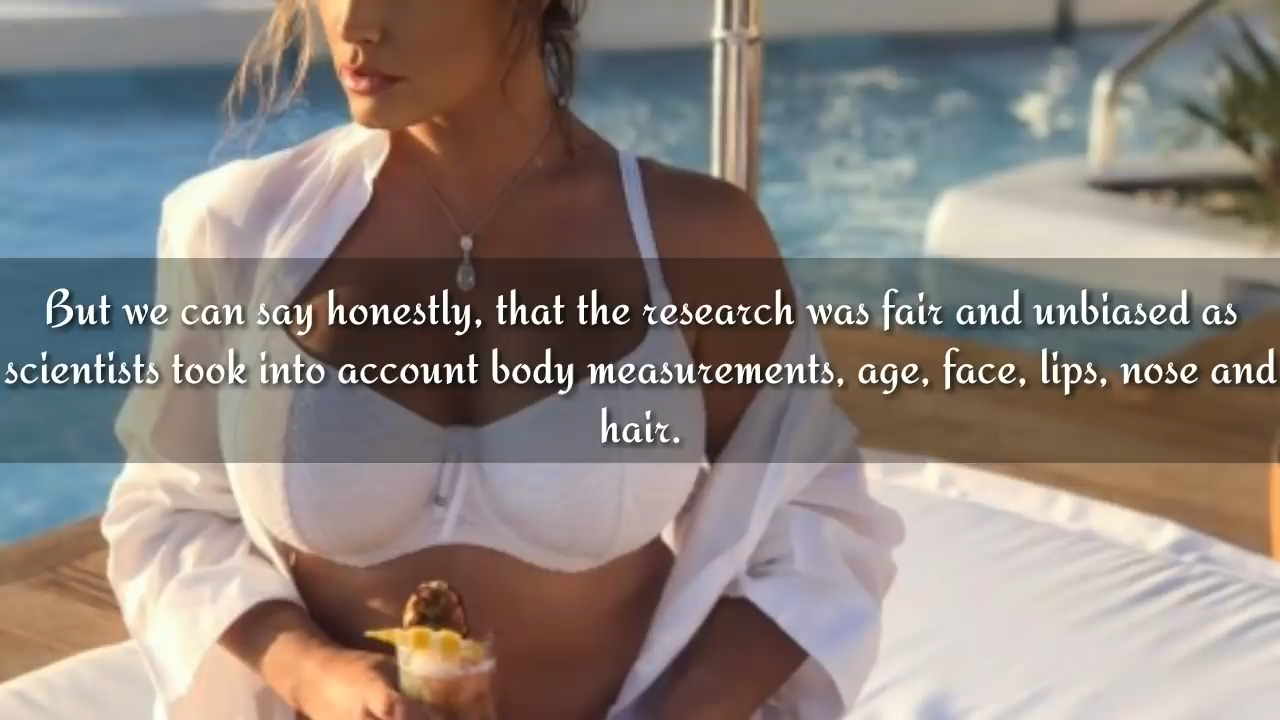 But we can say honestly, that the research was fair and unbiased as
scientists took into account body measurements, age, face, lips, nose and
hair.